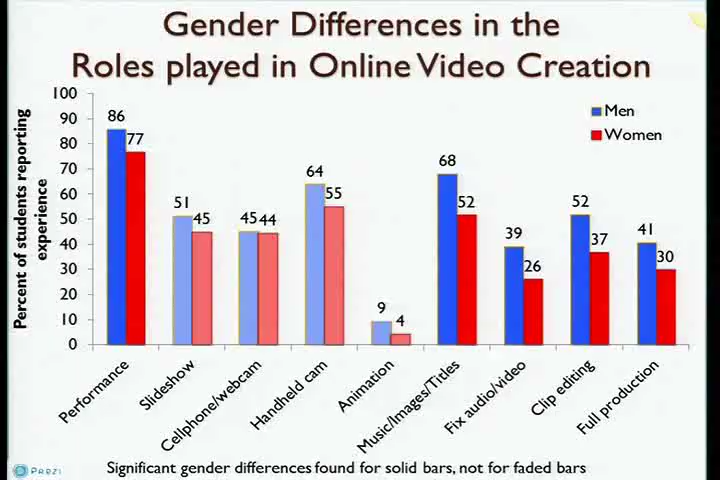 Gender Differences in the
Roles played in Online Video Creation
Percent of students reporting
experience
100
90
80
70
60
50
40
30
20
10
0
86
77
51
45
45
44
64
55
9
4
68
52
39
26
52
37
41
30
Men
Women
Performance
Slideshow
Cellphone/webcam
Handheld cam
Animation
Music/Images/Titles
Fix audio/video
Clip editing
Full production
Significant gender differences found for solid bars, not for faded bars
PREZI